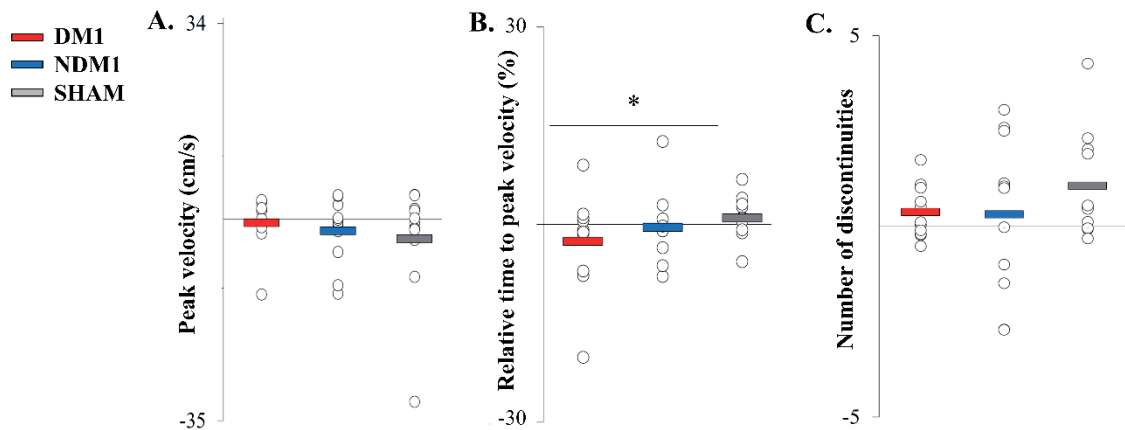 DM1
NDM1
SHAM
A.
34
Peak velocity (cm/s)
-35
B.
30
*
Relative time to peak velocity (%)
-30
C.
5
Number of discontinuities
-5